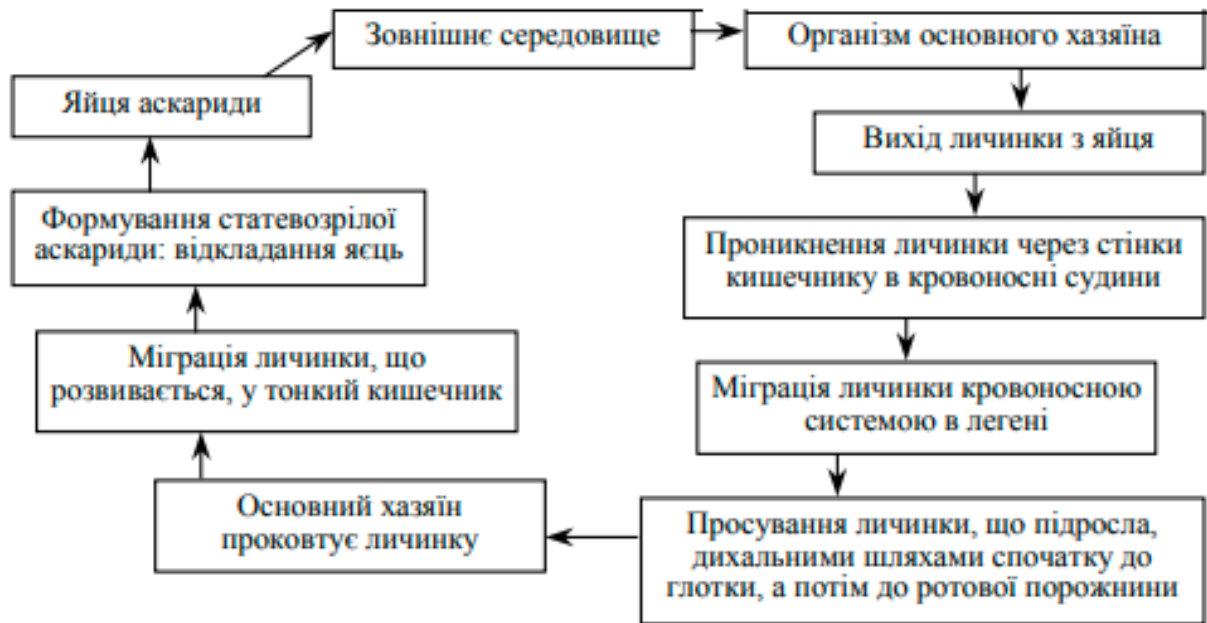 Зовнішнє середовище
Організм основного хазяїна
Яйця аскариди
Вихід личинки з яйця
Формування статевозрілої
аскариди: відкладання яєць
Проникнення личинки через стінки
кишечнику в кровоносні судини
Міграція личинки, що
розвивається, у тонкий кишечник
Міграція личинки кровоносною
системою в легені
Основний хазяїн
проковтує личинку
Просування личинки, що підросла,
дихальними шляхами спочатку до
глотки, а потім до ротової порожнини